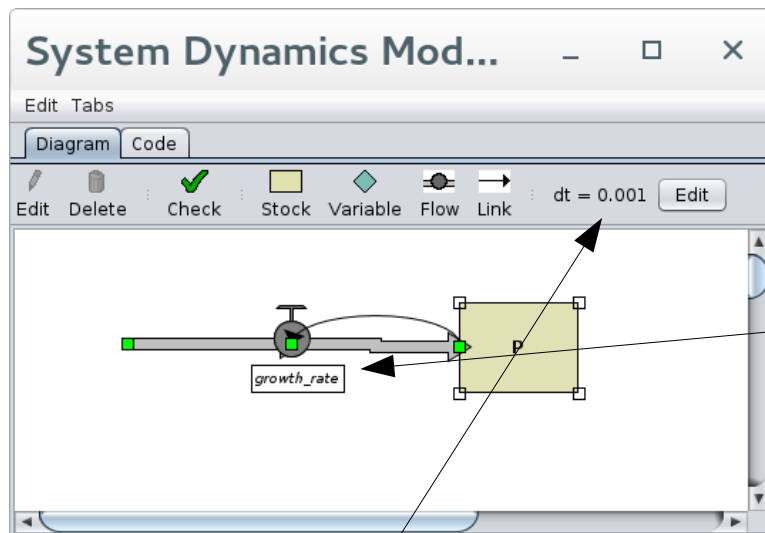 System Dynamics Mod...
Edit Tabs
Diagram Code
Edit Delete Check Stock Variable Flow Link dt = 0.001 Edit
P
growth_rate